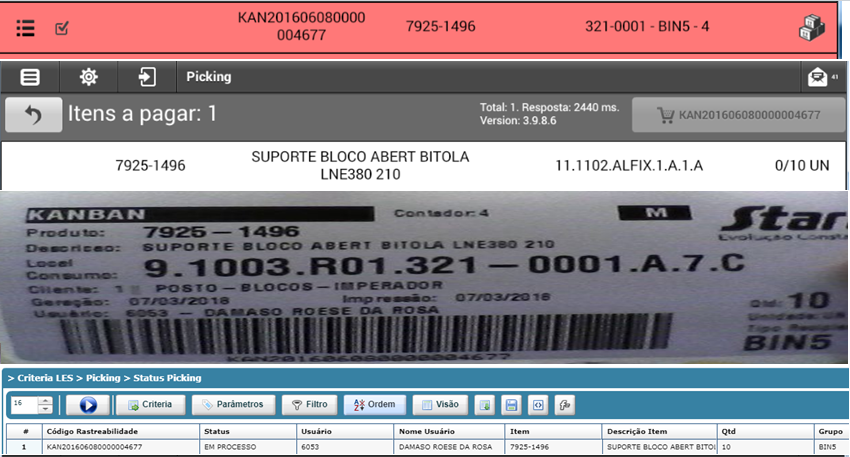 KAN201606080000
004677
7925-1496
321-0001 - BIN5 - 4
Picking
41
Itens a pagar: 1
Total: 1. Resposta: 2440 ms.
Version: 3.9.8.6
KAN201606080000004677
7925-1496
SUPORTE BLOCO ABERT BITOLA
LNE380 210
11.1102.ALFIX.1.A.1.A
0/10 UN
KANBAN
Contador: 4
M
Star
Evolução Consta
Produto: 7925-1496
Descricao: SUPORTE BLOCO ABERT BITOLA LNE380 210
Local
Consumo: 9.1003.R01.321-0001.A.7.C
Cliente: 1
POSTO-BLOCOS-IMPERADOR
Geração: 07/03/2018
Impressão: 07/03/2018
Qtd: 10
Usuário: 6053 - DAMASO ROESE DA ROSA
Unidade: UN
Tipo Recipie
BIN5
KAN201606080000004677
> Criteria LES > Picking > Status Picking
16
Criteria
Parâmetros
Filtro
Ordem
Visão
# Código Rastreabilidade Status Usuário Nome Usuário Item Descrição Item Qtd Grupo
1 KAN201606080000004677 EM PROCESSO 6053 DAMASO ROESE DA ROSA 7925-1496 SUPORTE BLOCO ABERT BITOL 10 BIN5